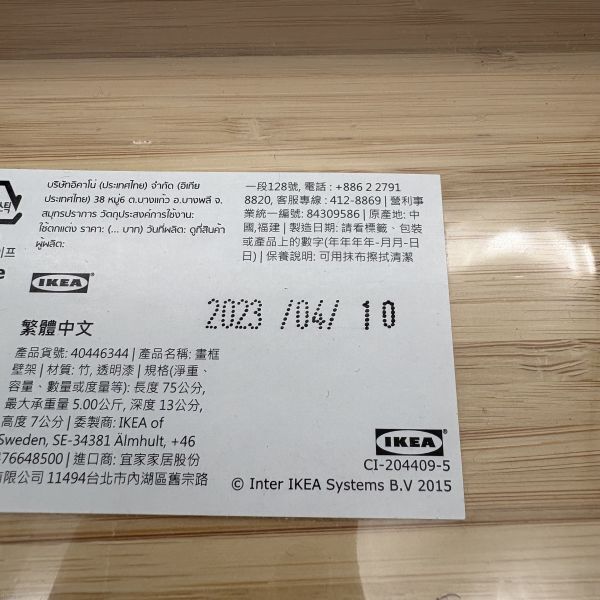 บริษัทอิคาโน่ (ประเทศไทย) จำกัด (อิเกีย
ประเทศไทย) 38 หมู่6 ต.บางแก้ว อ.บางพลี จ.
สมุทรปราการ วัตถุประสงค์การใช้งาน:
ใช้ตกแต่ง ราคา: (... บาท) วันที่ผลิต: ดูที่สินค้า
ผู้ผลิต:
IKEA
繁體中文
產品貨號: 40446344 | 產品名稱: 畫框
壁架 | 材質: 竹, 透明漆 | 規格(淨重、
容量、數量或度量等): 長度 75公分,
最大承重量 5.00公斤, 深度 13公分,
高度 7公分 | 委製商: IKEA of
Sweden, SE-34381 Älmhult, +46
476648500 | 進口商: 宜家家居股份
有限公司 11494台北市內湖區舊宗路
一段128號, 電話 : +886 2 2791
8820, 客服專線 : 412-8869 | 營利事
業統一編號: 84309586 | 原產地: 中
國,福建 | 製造日期: 請看標籤、包裝
或產品上的數字(年年年年-月月-日
日) | 保養說明: 可用抹布擦拭清潔
2023 /04/ 10
IKEA
CI-204409-5
© Inter IKEA Systems B.V 2015